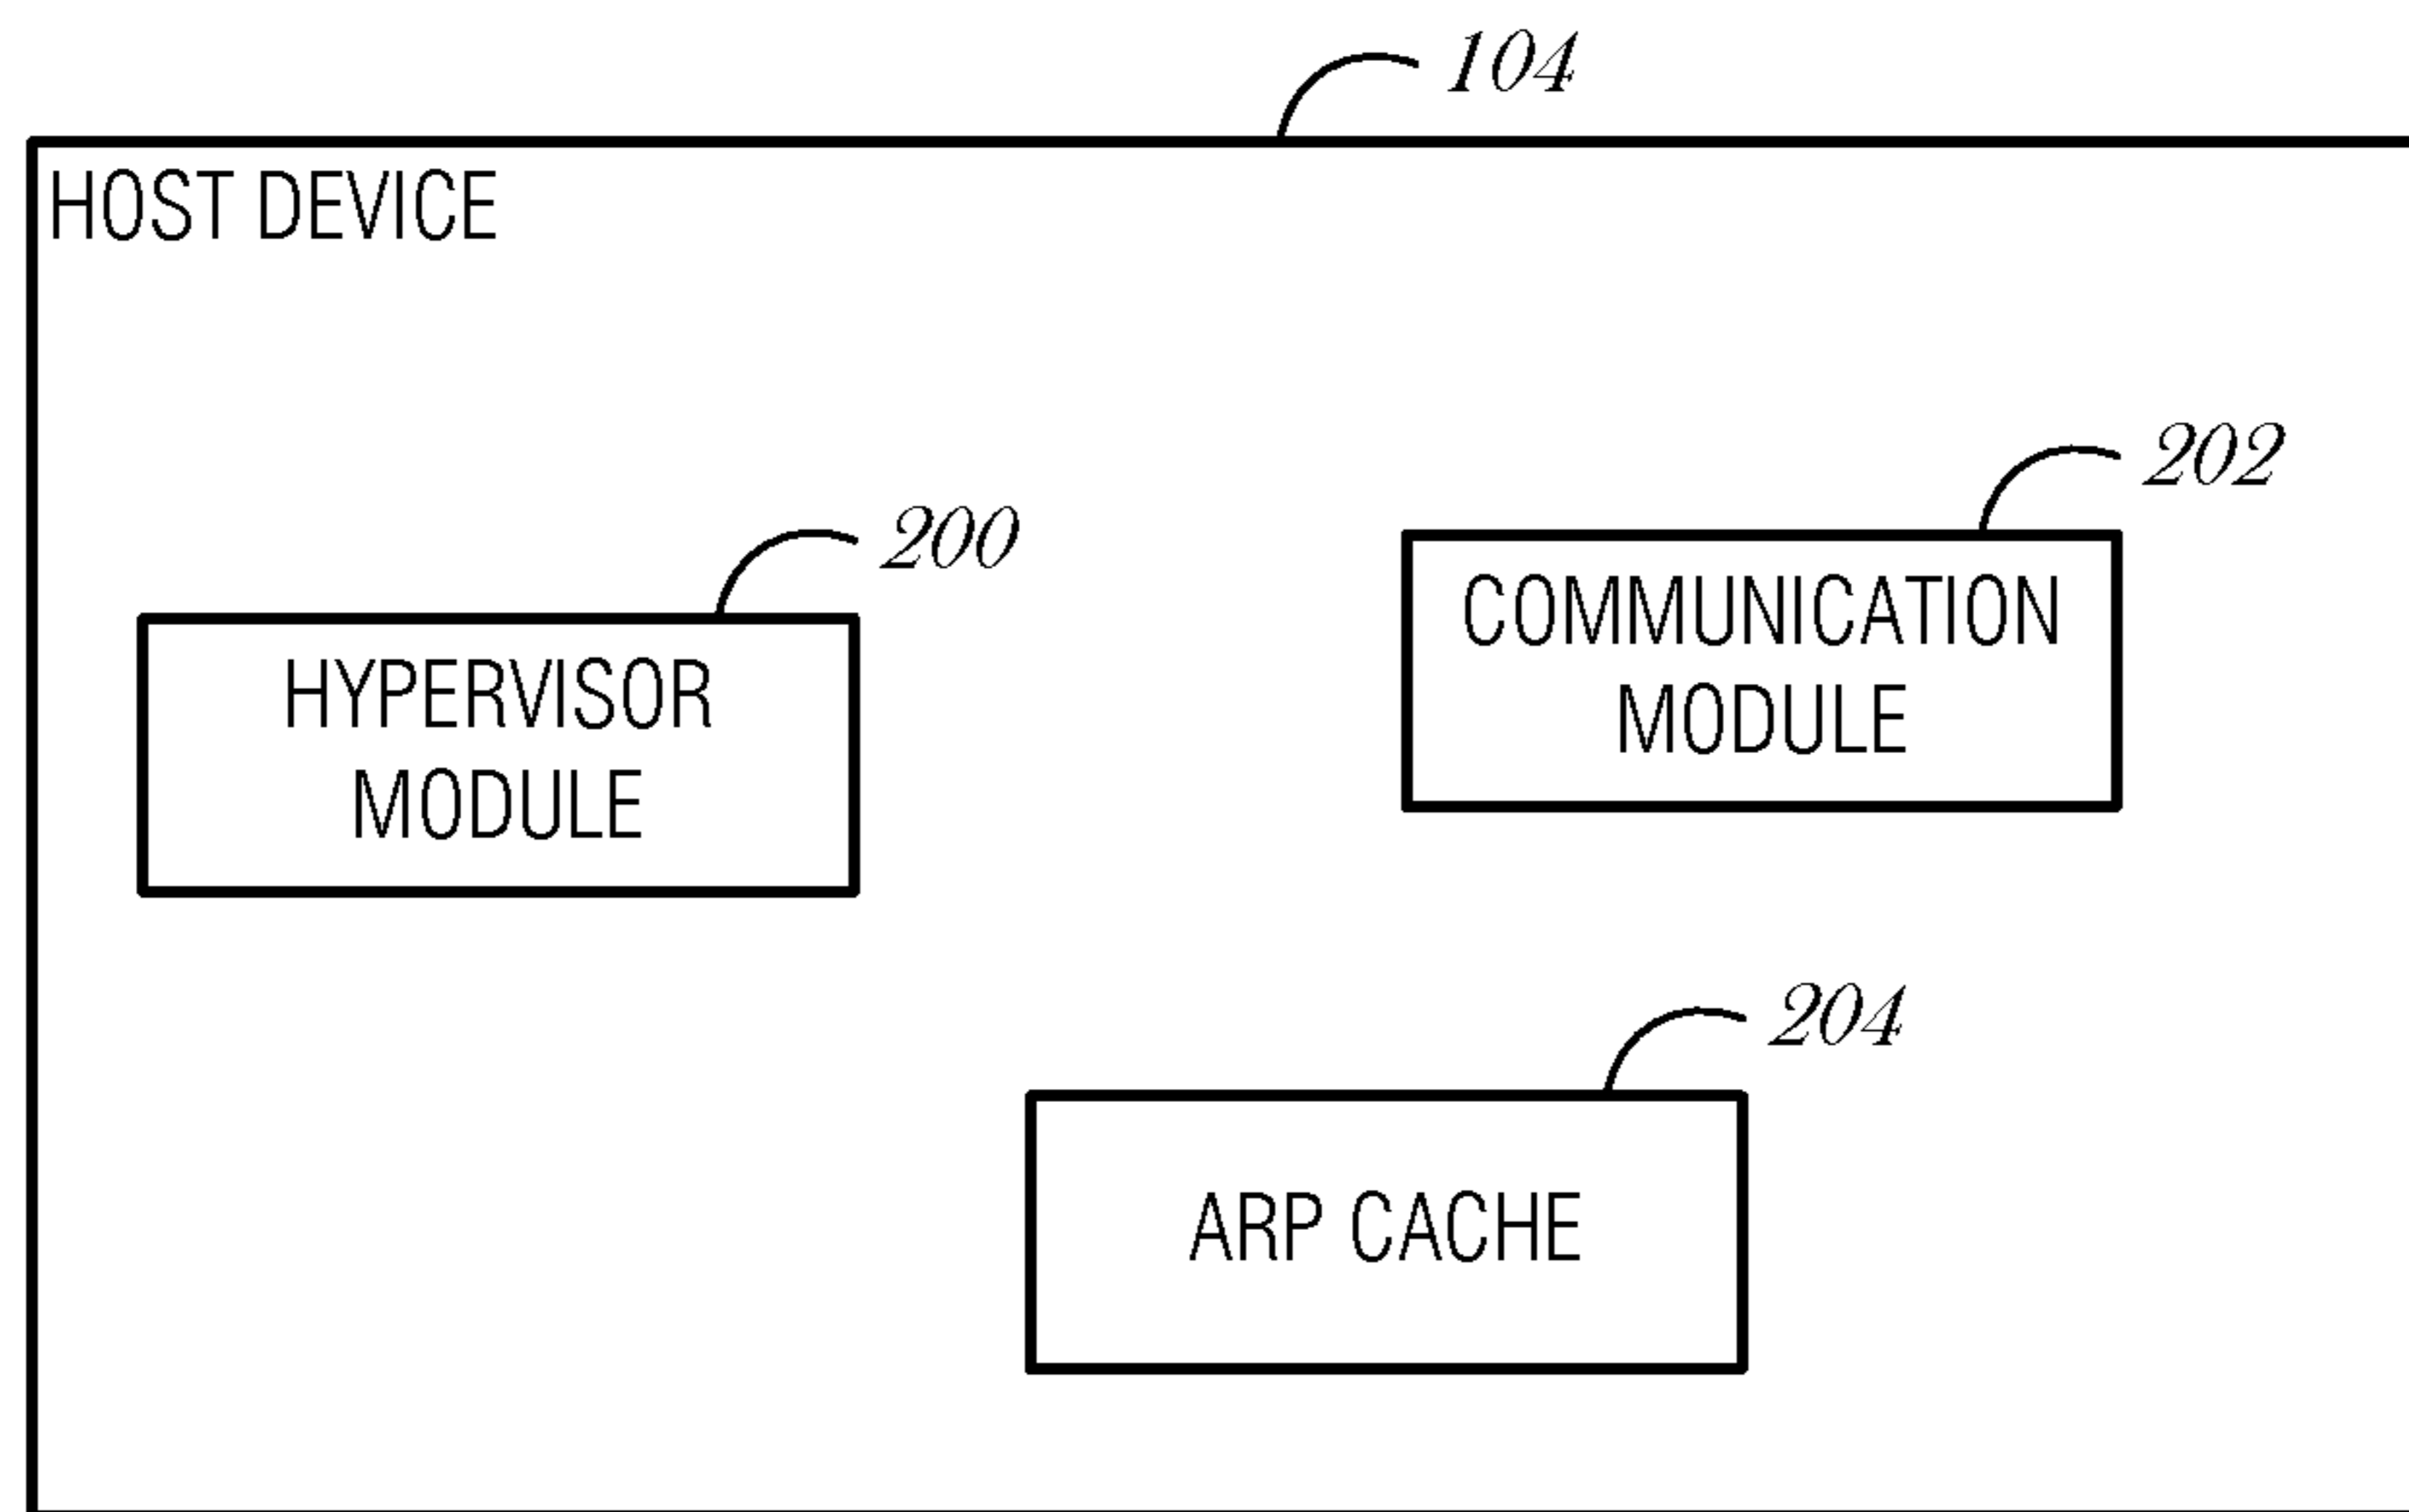 104
HOST DEVICE
202
200
COMMUNICATION
MODULE
HYPERVISOR
MODULE
204
ARP CACHE